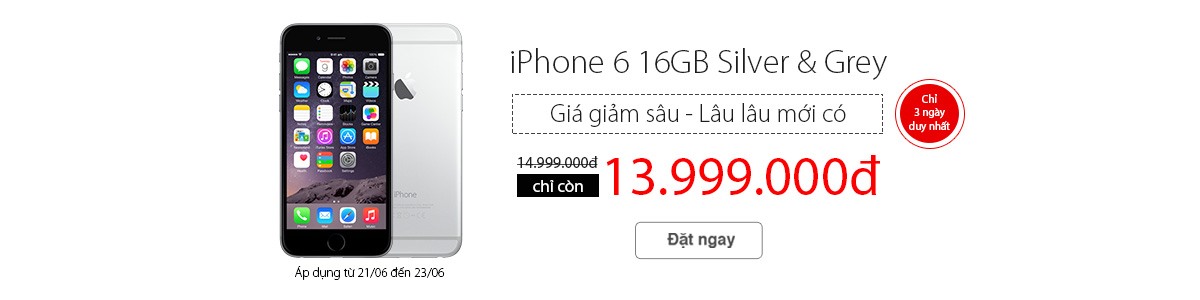 iPhone 6 16GB Silver & Grey
Giá giảm sâu - Lâu lâu mới có
Chỉ
3 ngày
duy nhất
14.999.000đ
chỉ còn
13.999.000đ
Đặt ngay
iPhone
Áp dụng từ 21/06 đến 23/06